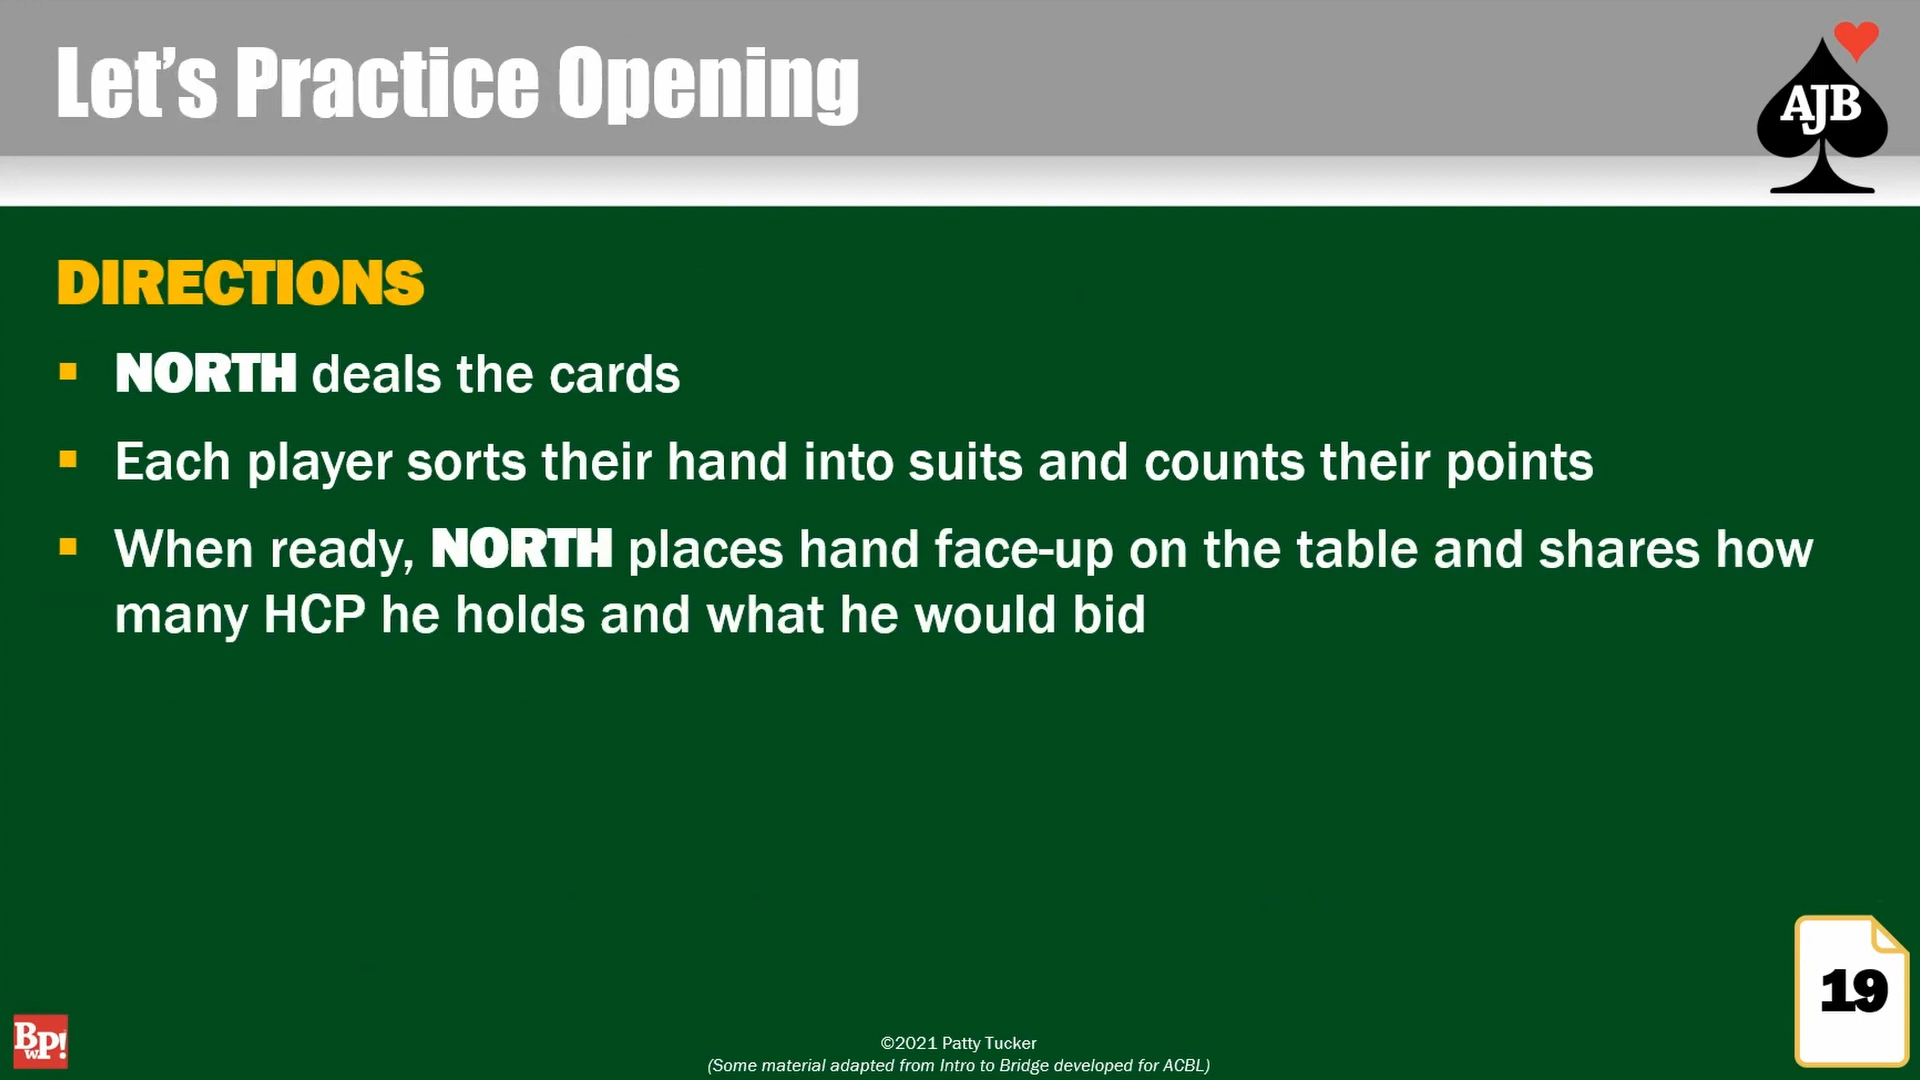 Let's Practice Opening
AJB
DIRECTIONS
▪ NORTH deals the cards
▪ Each player sorts their hand into suits and counts their points
▪ When ready, NORTH places hand face-up on the table and shares how
many HCP he holds and what he would bid
19
BwP!
©2021 Patty Tucker
(Some material adapted from Intro to Bridge developed for ACBL)